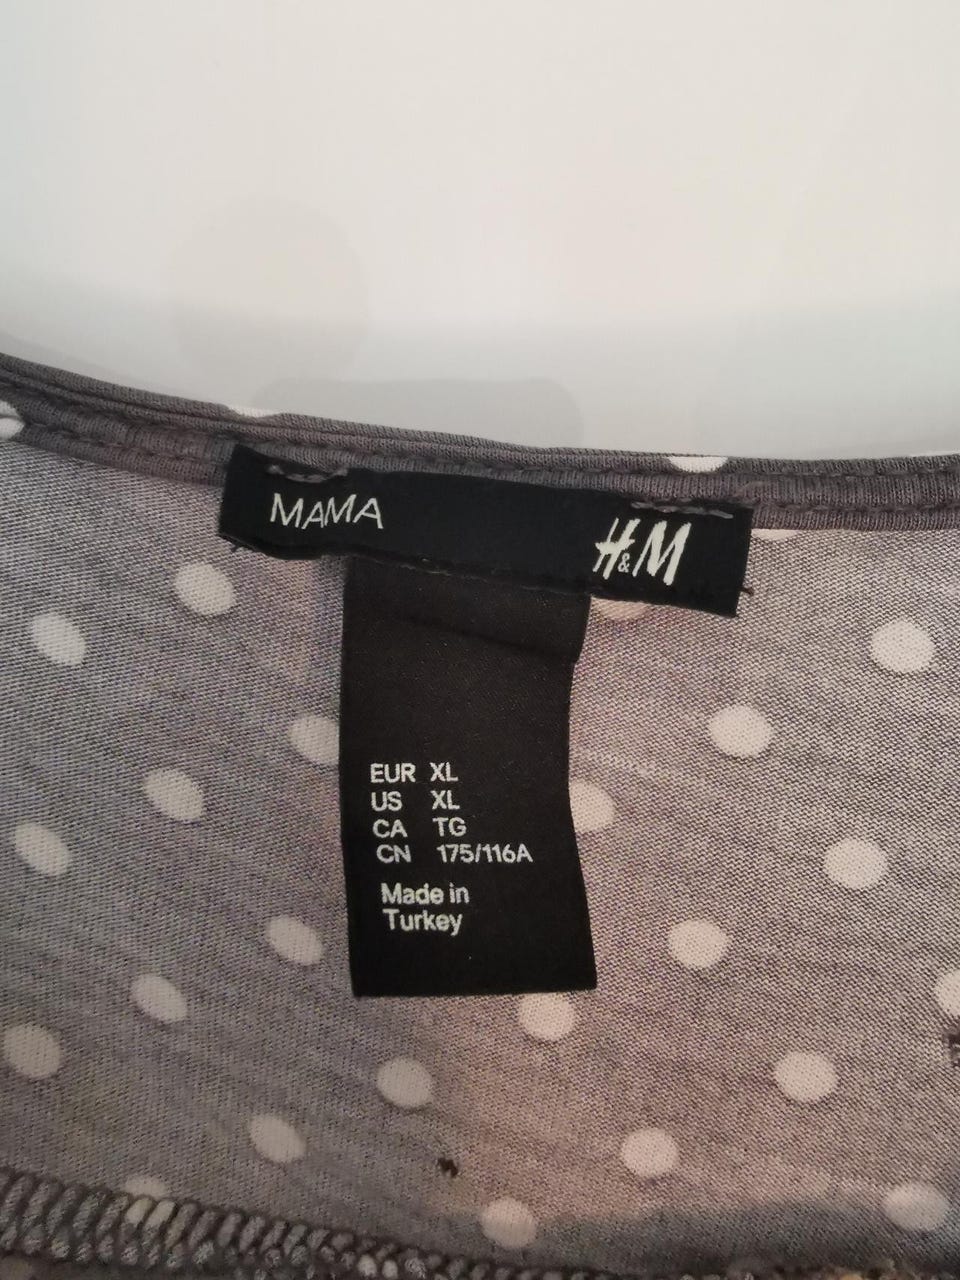 MAMA
H&M
EUR XL
US XL
CA TG
CN 175/116A
Made in
Turkey